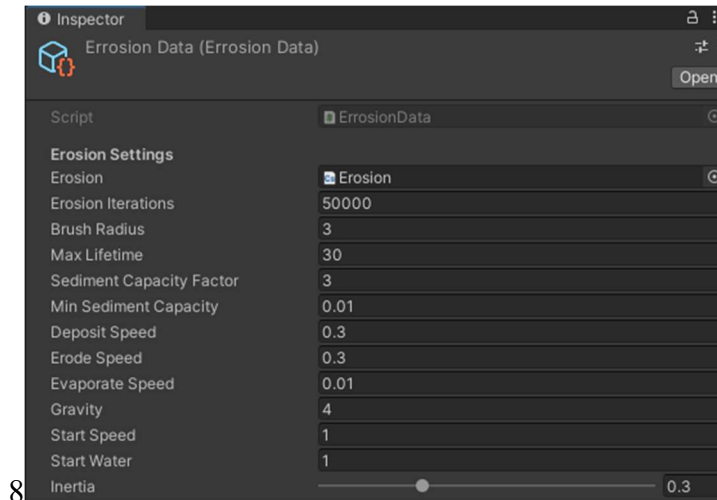 Inspector
Errosion Data (Errosion Data)
Open
Script ErrosionData
Erosion Settings
Erosion Erosion
Erosion Iterations 50000
Brush Radius 3
Max Lifetime 30
Sediment Capacity Factor 3
Min Sediment Capacity 0.01
Deposit Speed 0.3
Erode Speed 0.3
Evaporate Speed 0.01
Gravity 4
Start Speed 1
Start Water 1
8 Inertia 0.3